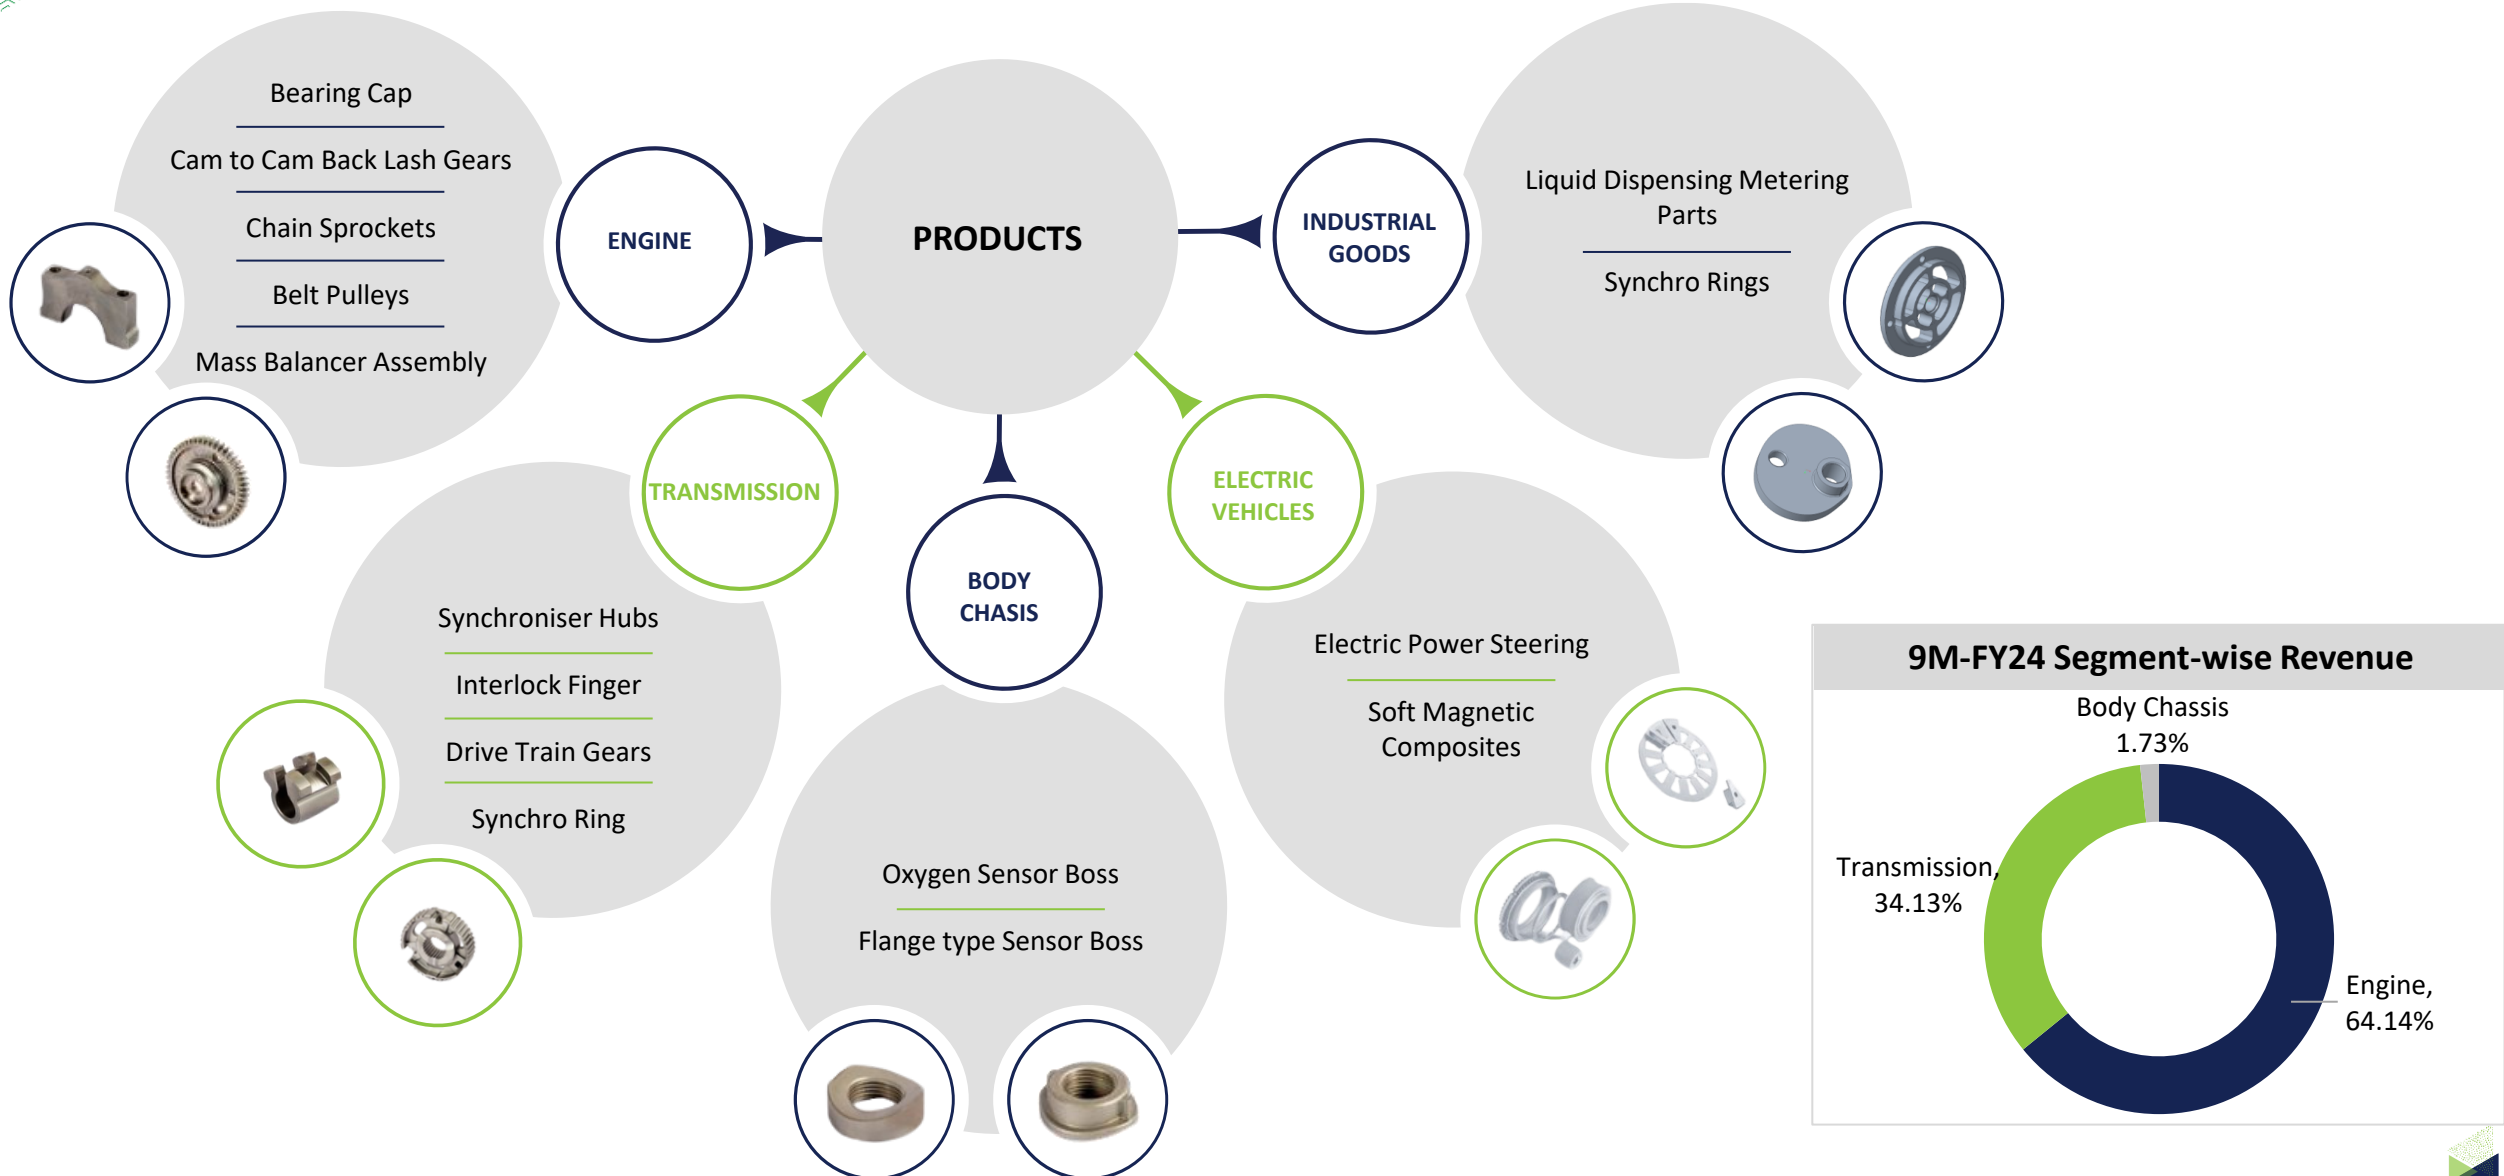 PRODUCTS
ENGINE
Bearing Cap
Cam to Cam Back Lash Gears
Chain Sprockets
Belt Pulleys
Mass Balancer Assembly
TRANSMISSION
Synchroniser Hubs
Interlock Finger
Drive Train Gears
Synchro Ring
BODY
CHASIS
Oxygen Sensor Boss
Flange type Sensor Boss
ELECTRIC
VEHICLES
Electric Power Steering
Soft Magnetic
Composites
INDUSTRIAL
GOODS
Liquid Dispensing Metering
Parts
Synchro Rings
9M-FY24 Segment-wise Revenue
Body Chassis
1.73%
Transmission,
34.13%
Engine,
64.14%